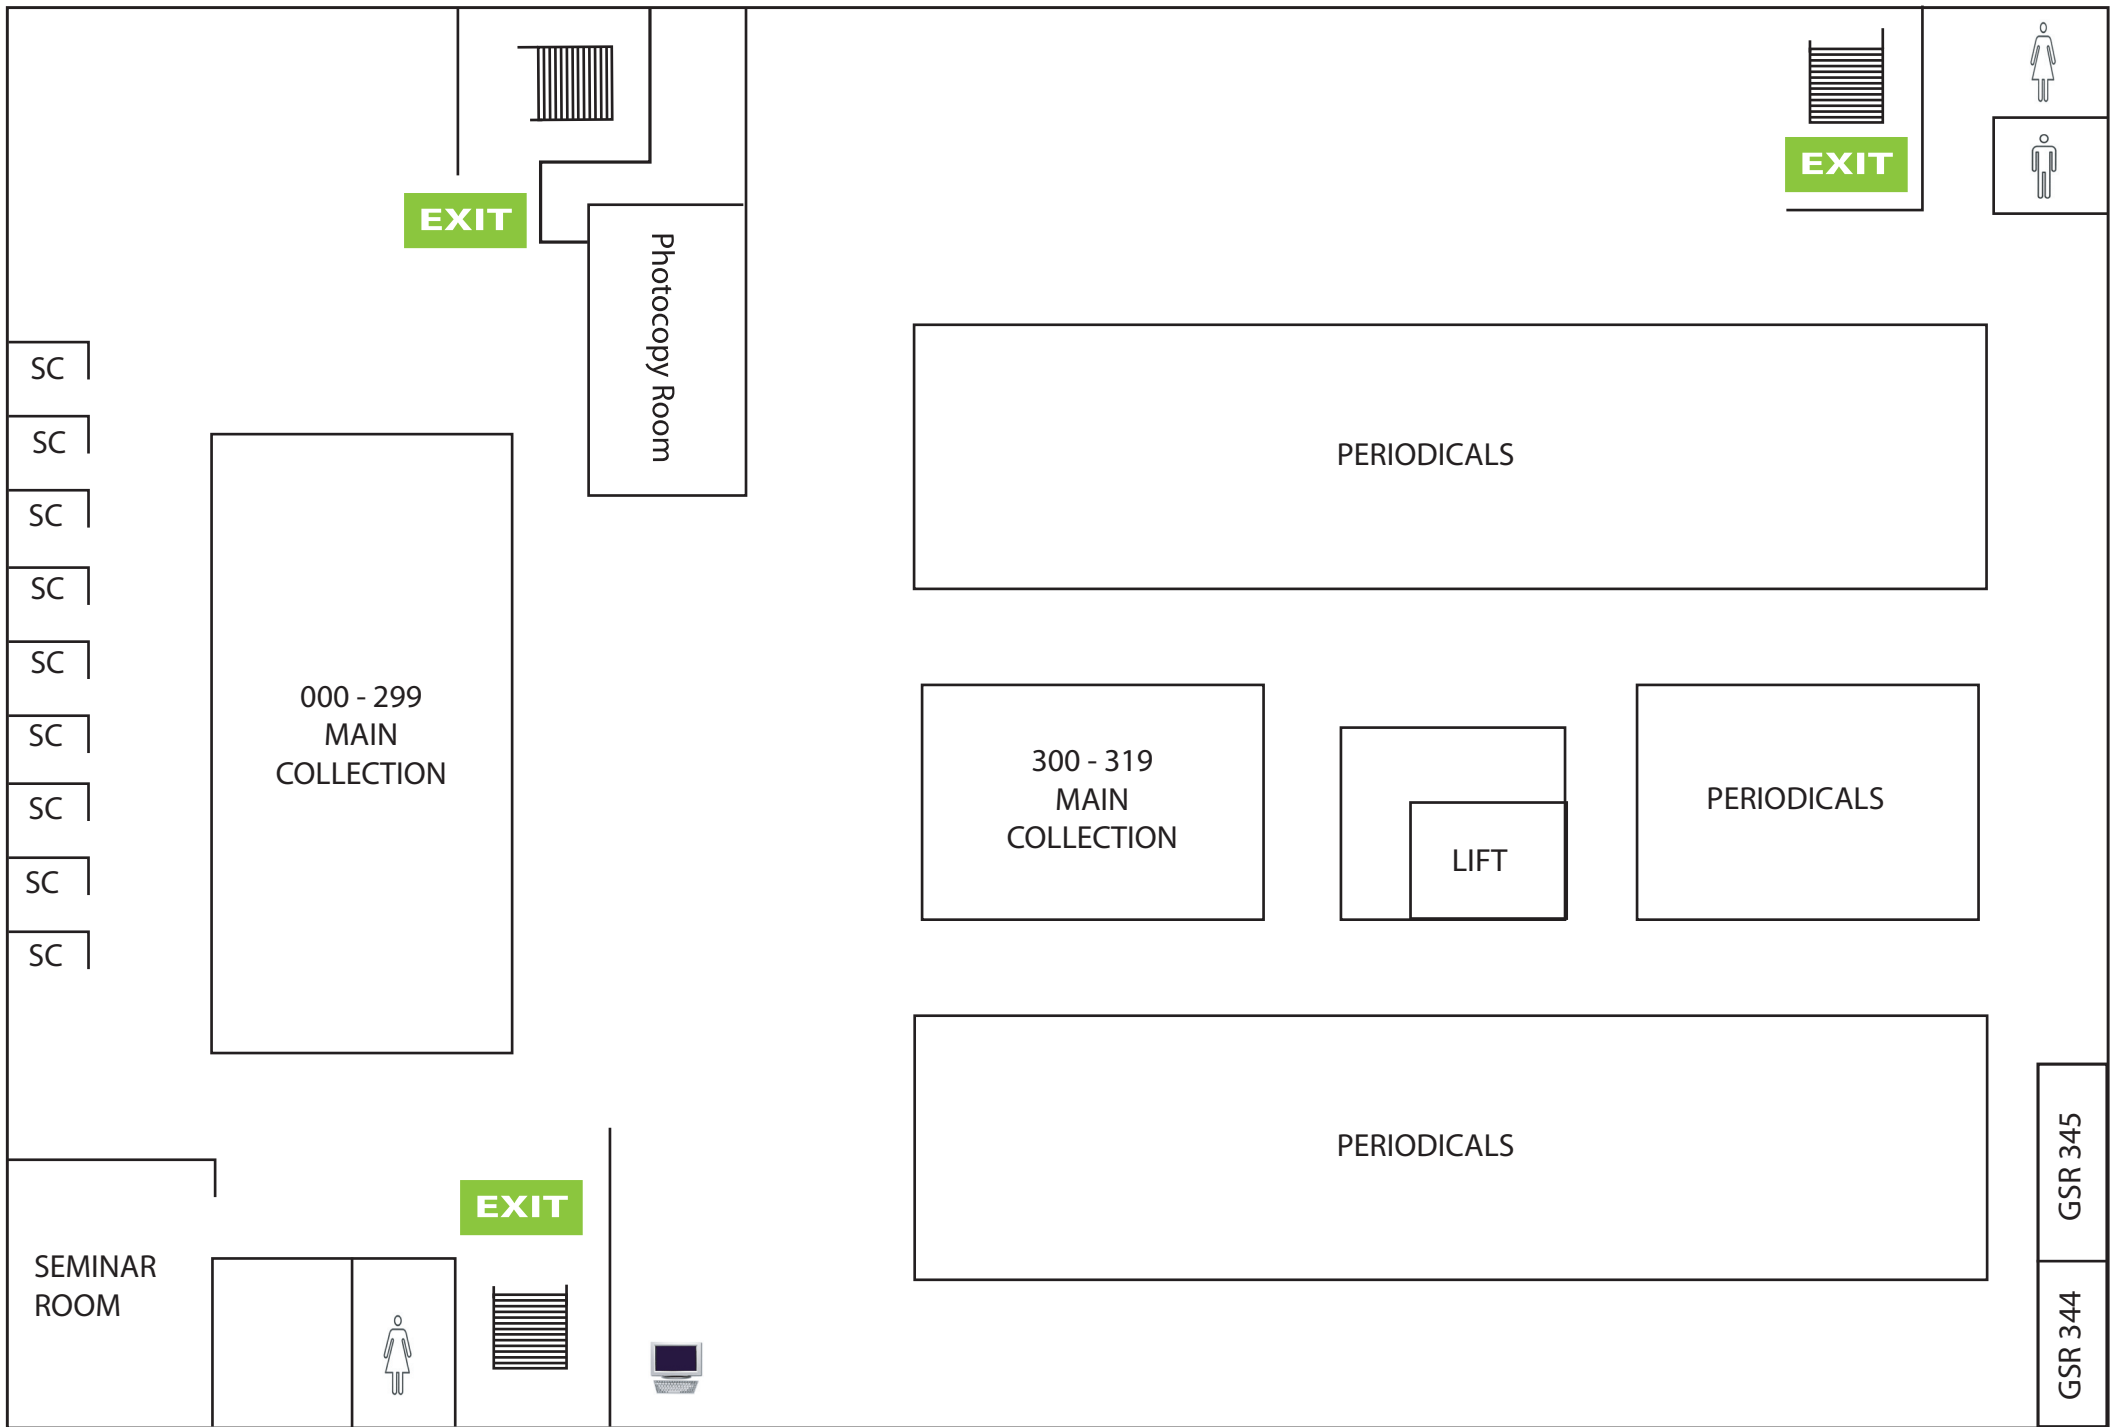 EXIT
EXIT
Photocopy Room
SC
SC
SC
SC
SC
SC
SC
SC
SC
000 - 299
MAIN
COLLECTION
PERIODICALS
300 - 319
MAIN
COLLECTION
LIFT
PERIODICALS
PERIODICALS
GSR 345
GSR 344
EXIT
SEMINAR
ROOM